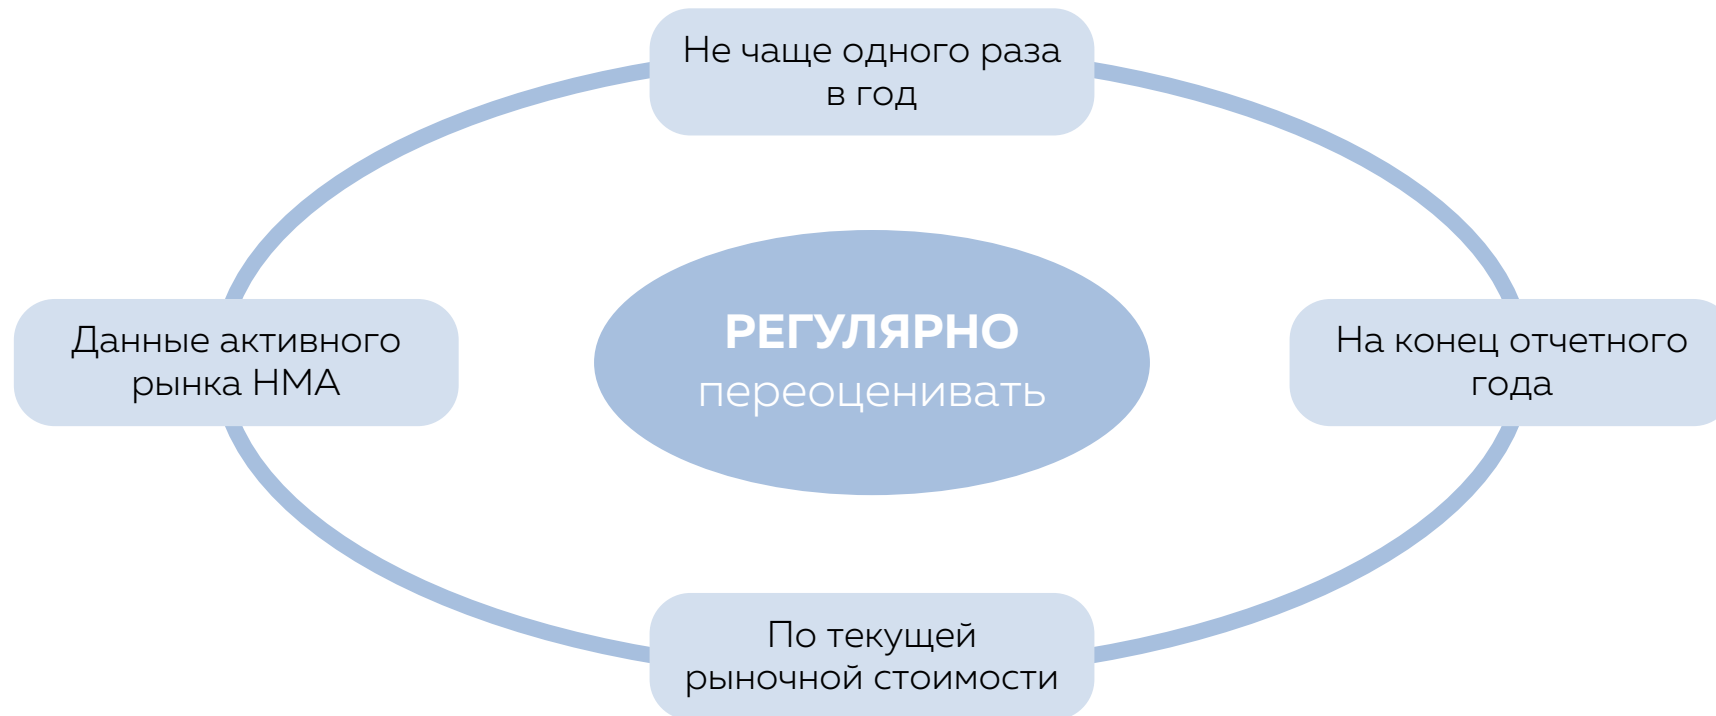 Не чаще одного раза
в год
Данные активного
рынка НМА
РЕГУЛЯРНО
переоценивать
На конец отчетного
года
По текущей
рыночной стоимости